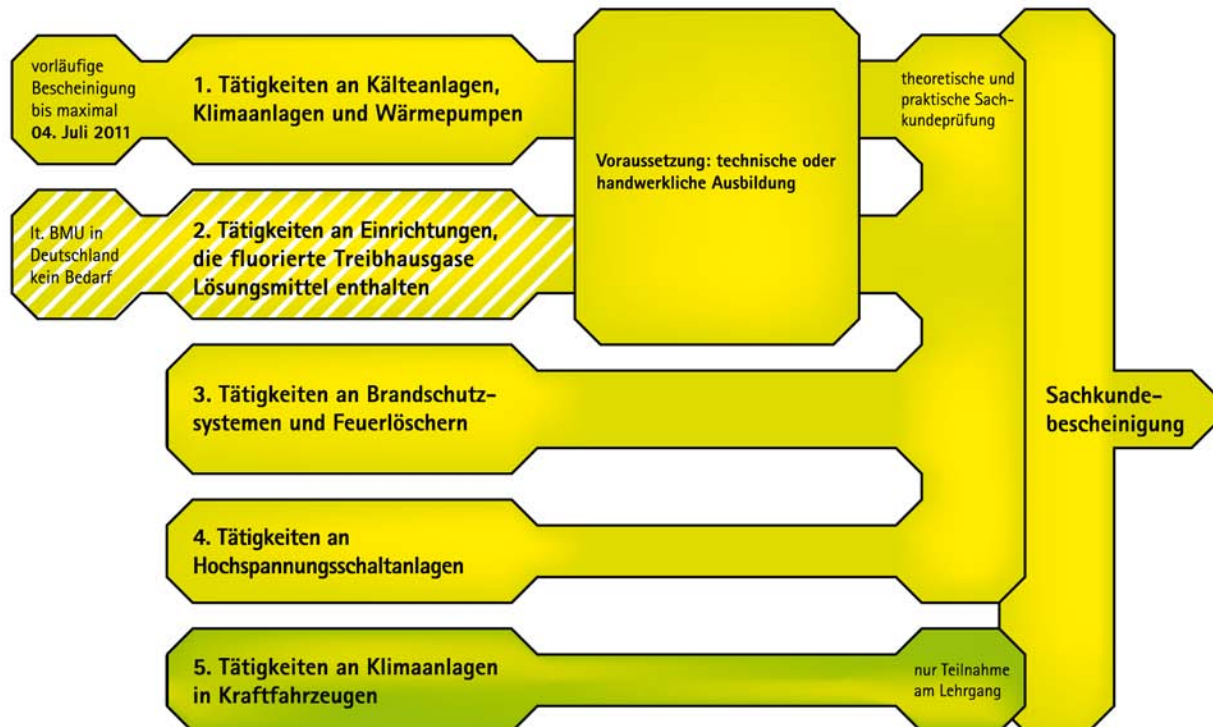 vorläufige
Bescheinigung
bis maximal
04. Juli 2011
1. Tätigkeiten an Kälteanlagen,
Klimaanlagen und Wärmepumpen
Voraussetzung: technische oder
handwerkliche Ausbildung
theoretische und
praktische Sach-
kundeprüfung
lt. BMU in
Deutschland
kein Bedarf
2. Tätigkeiten an Einrichtungen,
die fluorierte Treibhausgase
Lösungsmittel enthalten
3. Tätigkeiten an Brandschutz-
systemen und Feuerlöschern
Sachkunde-
bescheinigung
4. Tätigkeiten an
Hochspannungsschaltanlagen
5. Tätigkeiten an Klimaanlagen
in Kraftfahrzeugen
nur Teilnahme
am Lehrgang